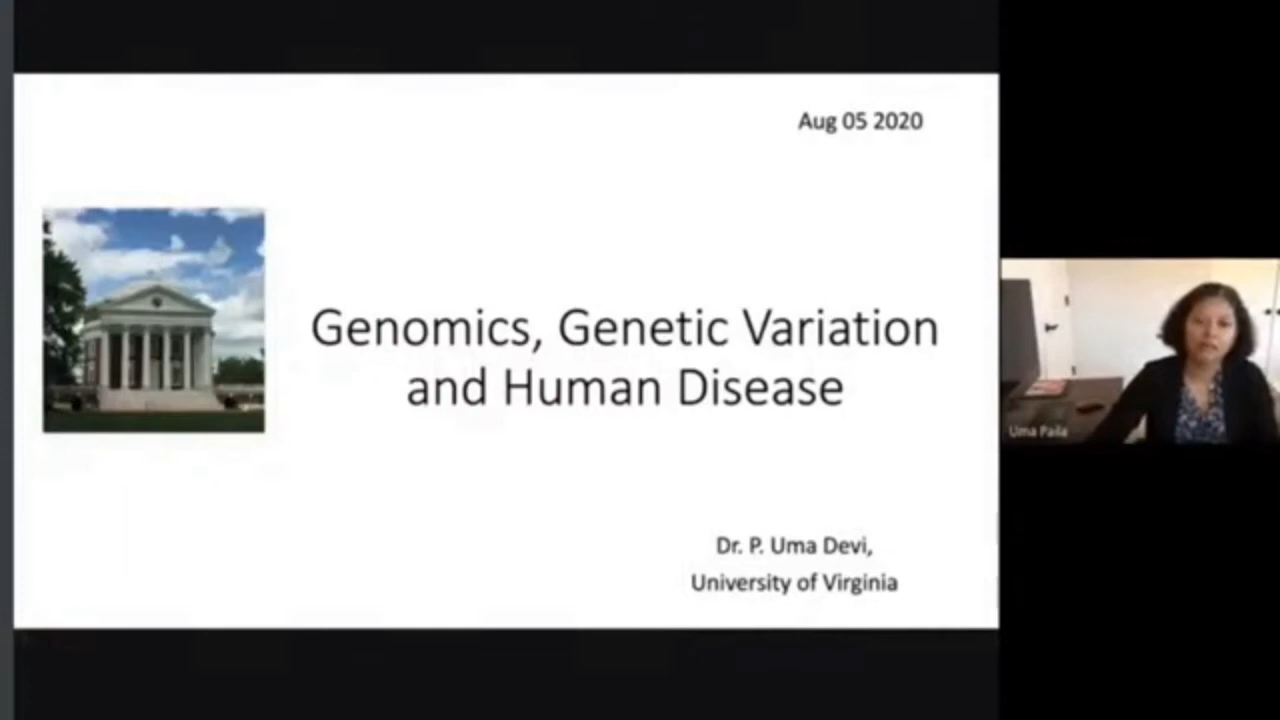 Aug 05 2020
Genomics, Genetic Variation
and Human Disease
Dr. P. Uma Devi,
University of Virginia
Uma Paila